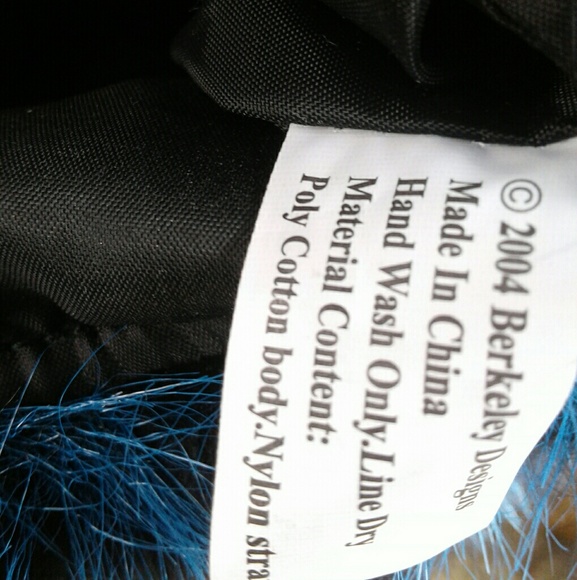 © 2004 Berkeley Designs
Made In China
Hand Wash Only.Line Dry
Material Content:
Poly Cotton body.Nylon stra